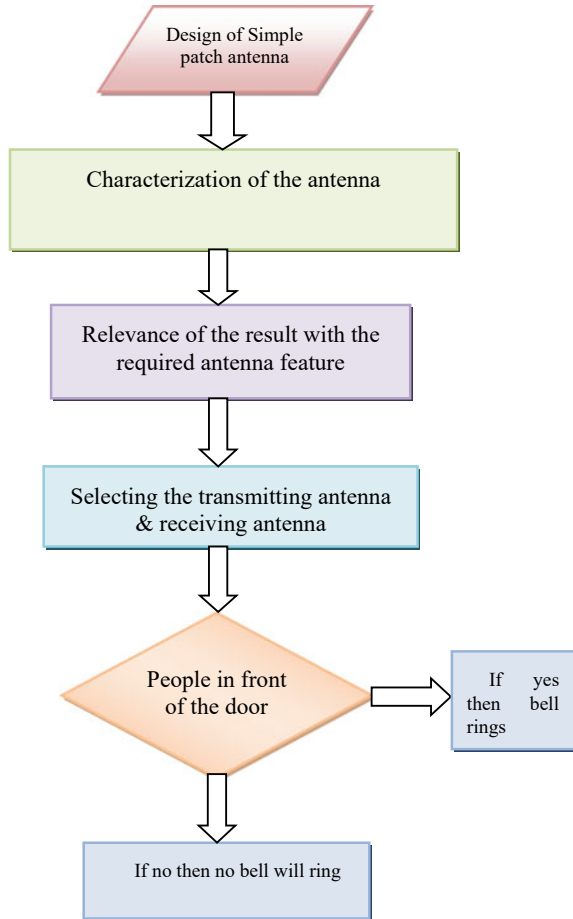 Design of Simple
patch antenna
Characterization of the antenna
Relevance of the result with the
required antenna feature
Selecting the transmitting antenna
& receiving antenna
People in front
of the door
If yes
then bell
rings
If no then no bell will ring